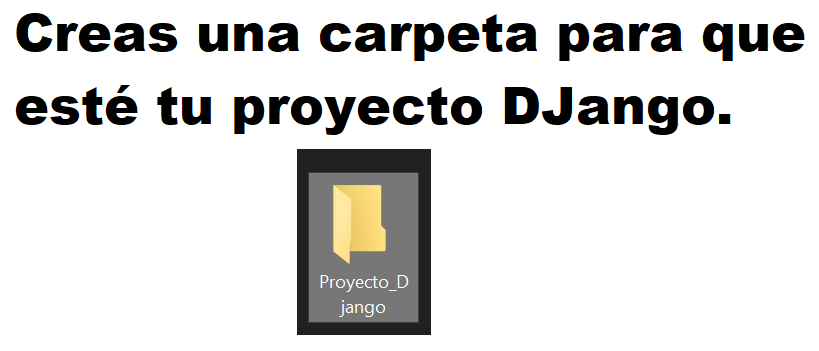 Creas una carpeta para que
esté tu proyecto DJango.
Proyecto_D
jango